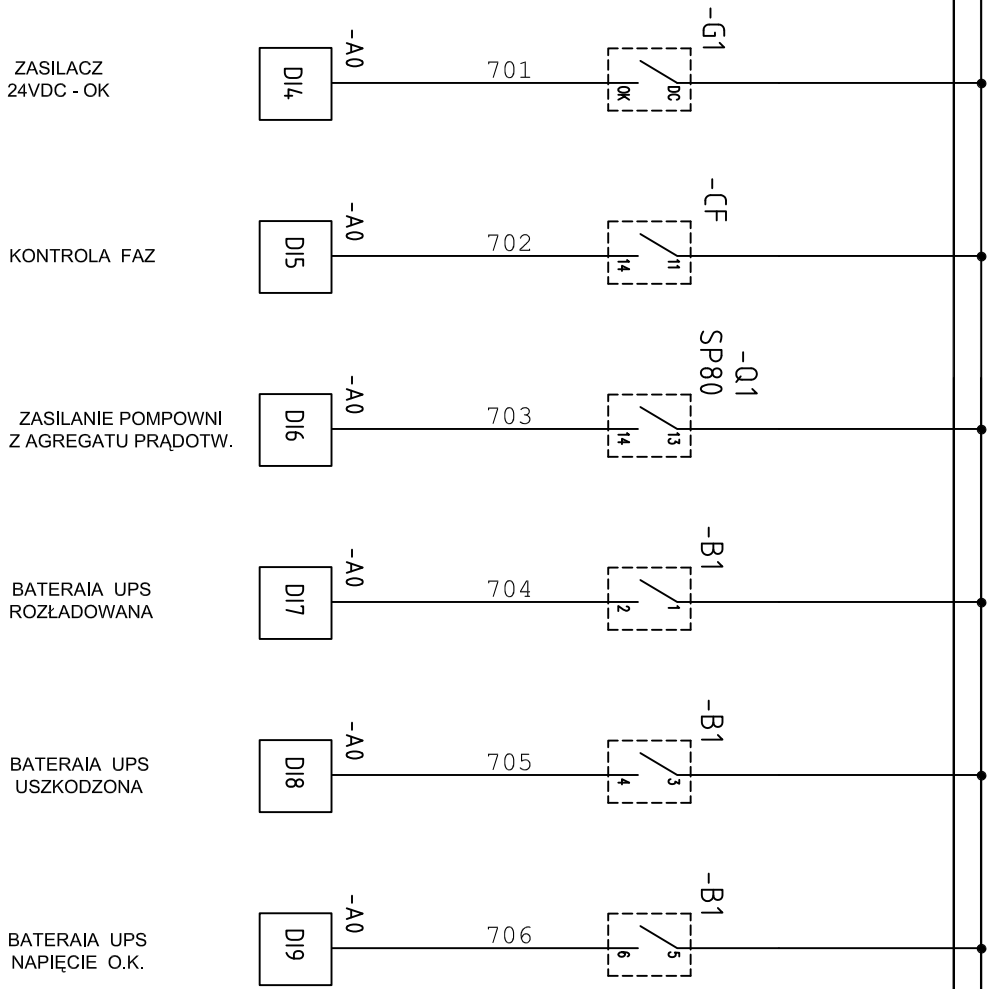 ZASILACZ
24VDC - OK
DI4
-A0
701
-G1
OK
DC
KONTROLA FAZ
DI5
-A0
702
-CF
14
11
ZASILANIE POMPOWNI
Z AGREGATU PRĄDOTW.
DI6
-A0
703
-Q1
SP80
14
13
BATERAIA UPS
ROZŁADOWANA
DI7
-A0
704
-B1
2
1
BATERAIA UPS
USZKODZONA
DI8
-A0
705
-B1
4
3
BATERAIA UPS
NAPIĘCIE O.K.
DI9
-A0
706
-B1
6
5